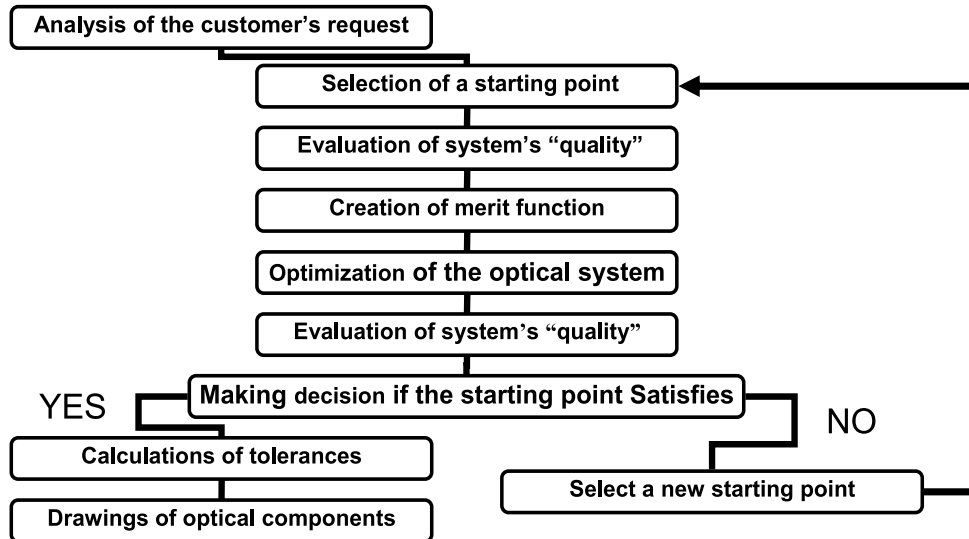 Analysis of the customer’s request
Selection of a starting point
Evaluation of system’s “quality”
Creation of merit function
Optimization of the optical system
Evaluation of system’s “quality”
Making decision if the starting point Satisfies
YES
NO
Calculations of tolerances
Select a new starting point
Drawings of optical components